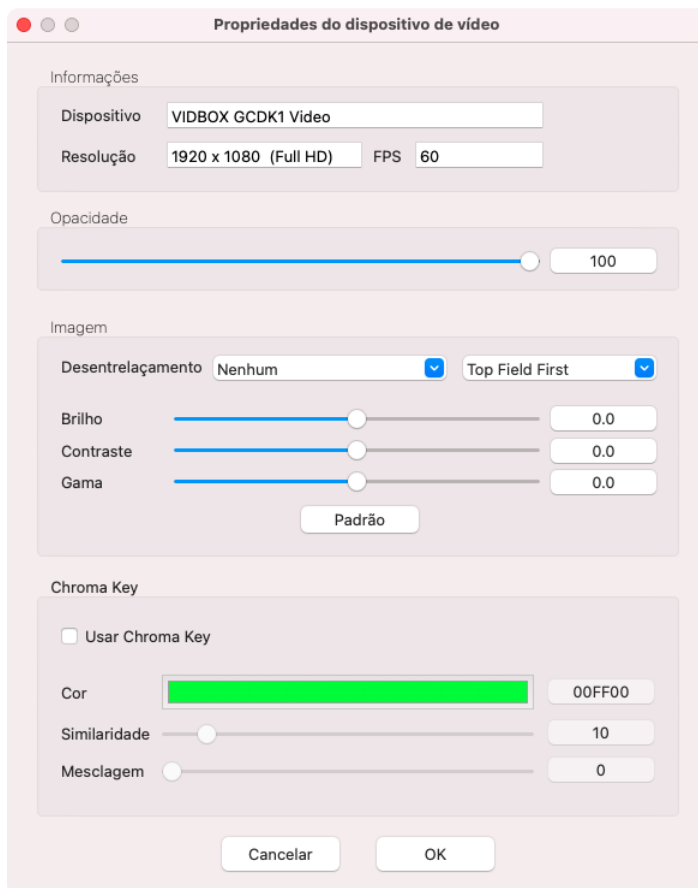 Propriedades do dispositivo de vídeo
Informações
Dispositivo VIDBOX GCDK1 Video
Resolução 1920 x 1080 (Full HD) FPS 60
Opacidade
100
Imagem
Desentrelaçamento Nenhum Top Field First
Brilho 0.0
Contraste 0.0
Gama 0.0
Padrão
Chroma Key
Usar Chroma Key
Cor 00FF00
Similaridade 10
Mesclagem 0
Cancelar OK